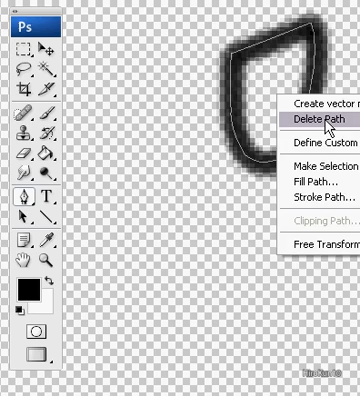 Ps
T
Create vector
Delete Path
Define Custom
Make Selection
Fill Path...
Stroke Path...
Clipping Path...
Free Transform